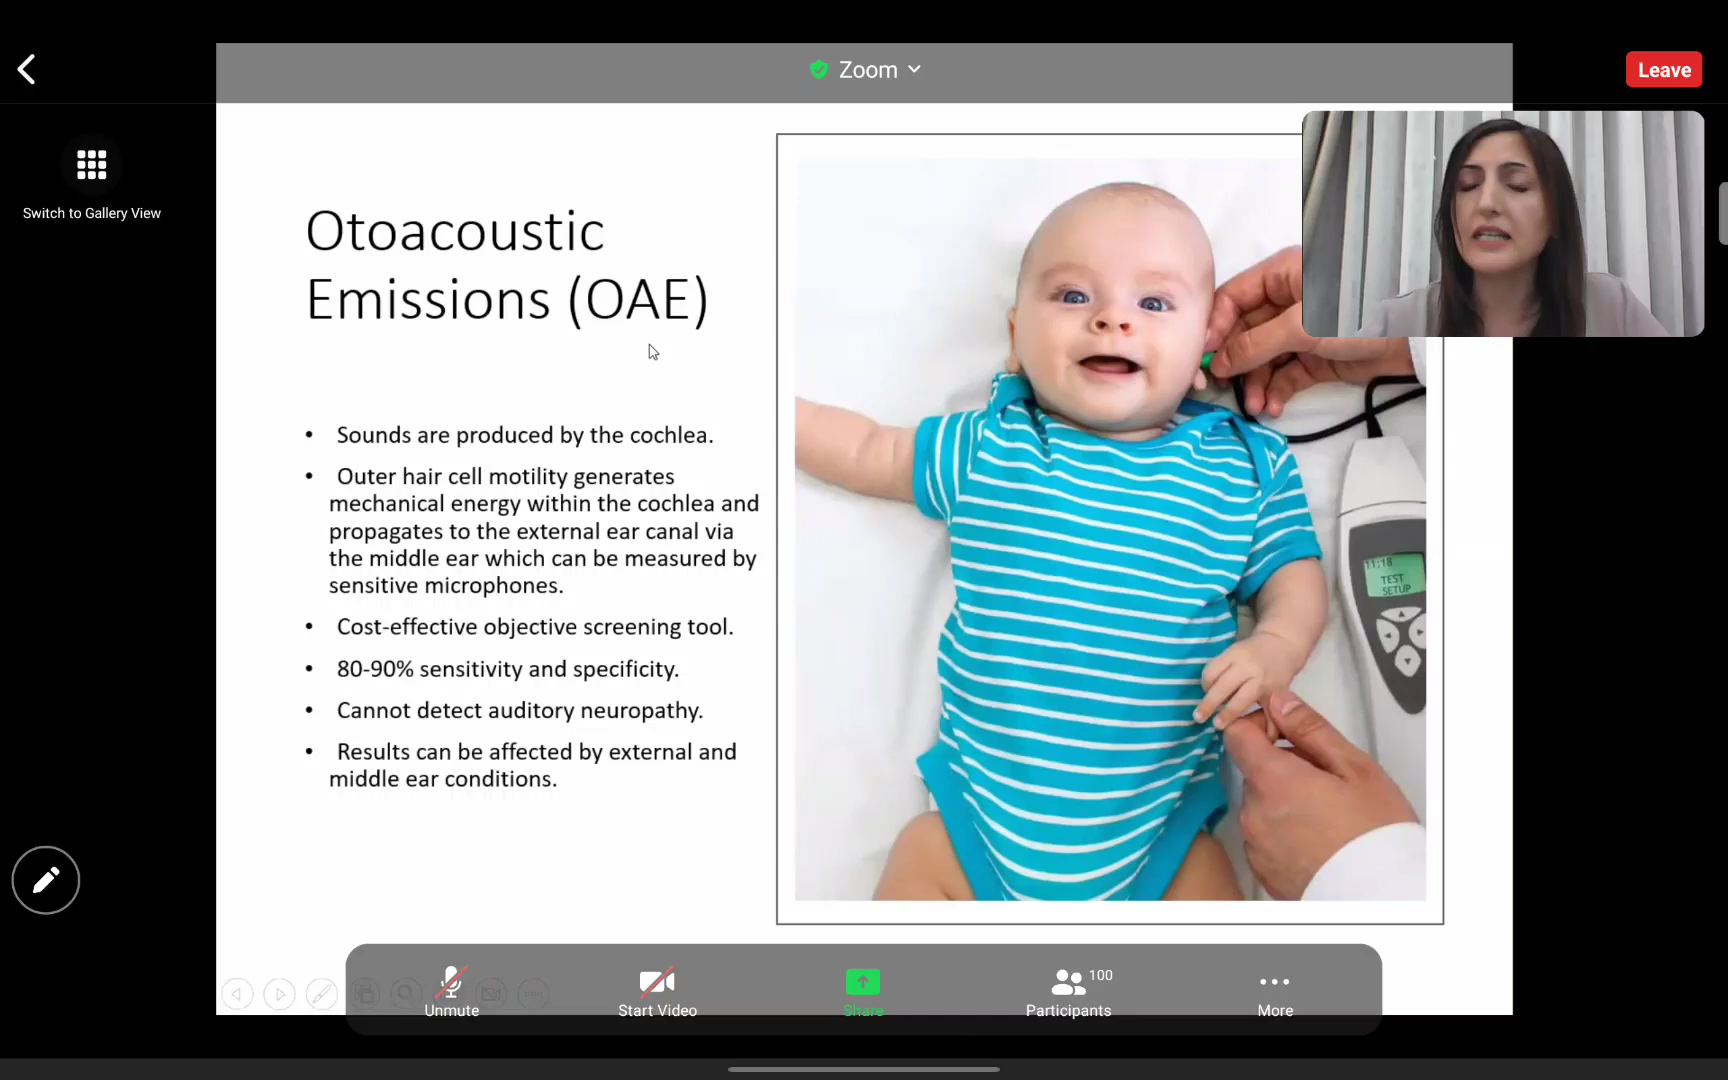 Zoom
Leave
Switch to Gallery View
Otoacoustic
Emissions (OAE)
• Sounds are produced by the cochlea.
• Outer hair cell motility generates
mechanical energy within the cochlea and
propagates to the external ear canal via
the middle ear which can be measured by
sensitive microphones.
• Cost-effective objective screening tool.
• 80-90% sensitivity and specificity.
• Cannot detect auditory neuropathy.
• Results can be affected by external and
middle ear conditions.
11:18
TEST
SETUP
Unmute
Start Video
Share
100
Participants
More